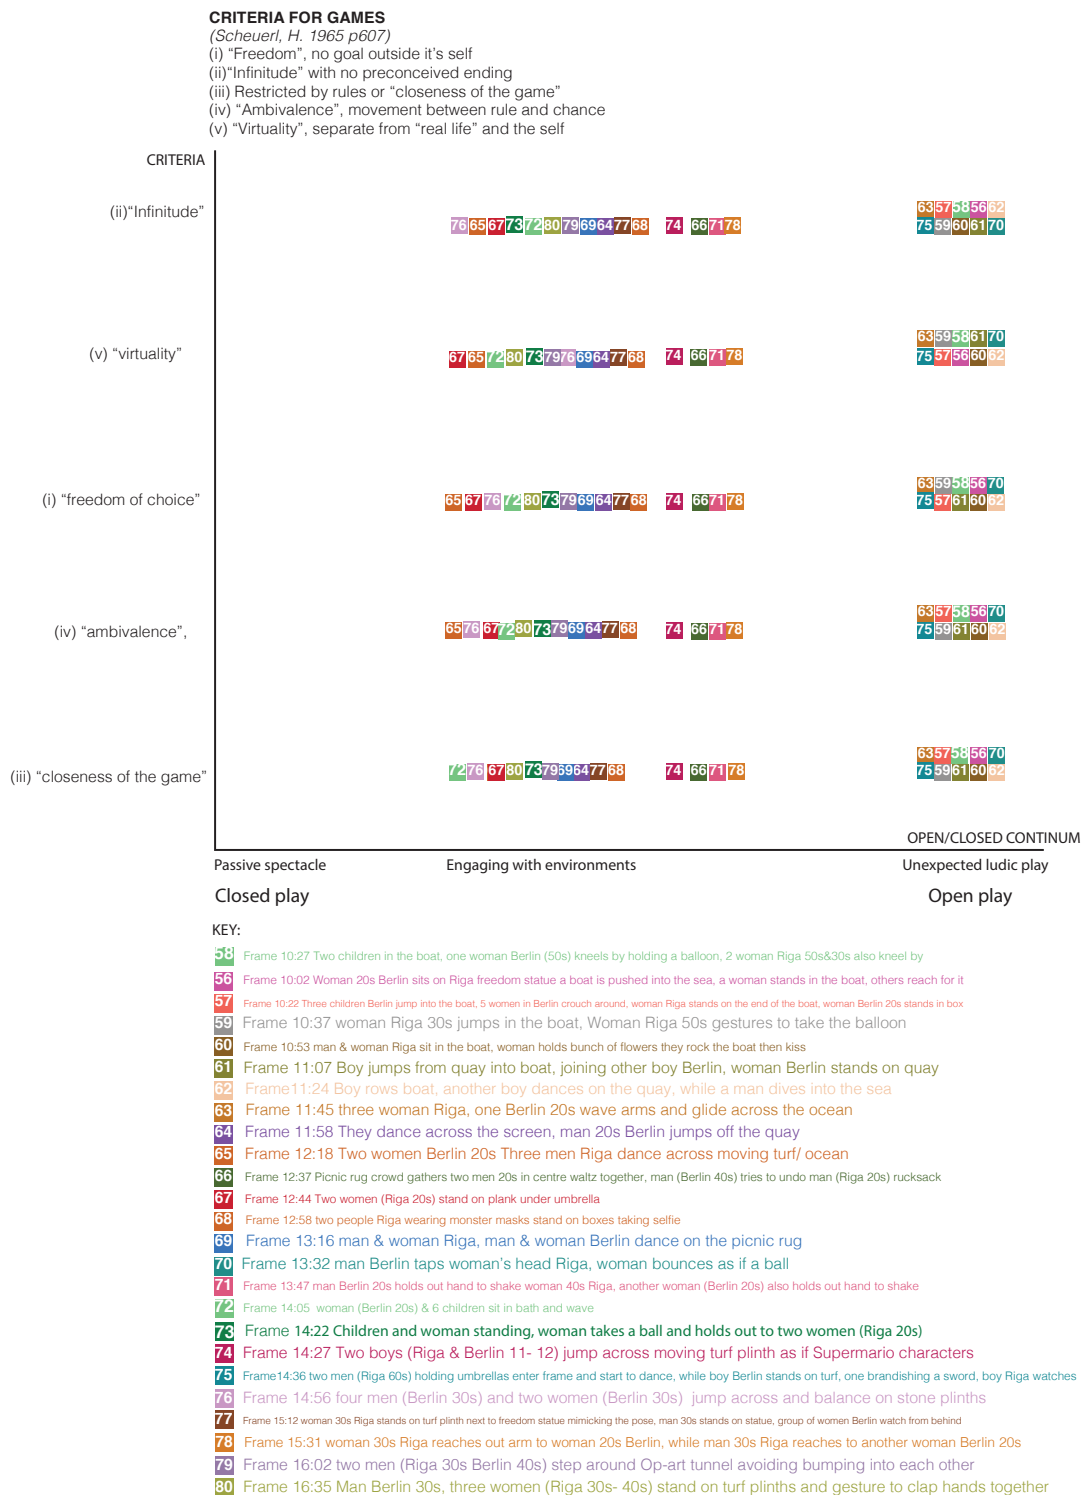 CRITERIA FOR GAMES
(Scheuerl, H. 1965 p607)
(i) “Freedom”, no goal outside it’s self
(ii)“Infinitude” with no preconceived ending
(iii) Restricted by rules or “closeness of the game”
(iv) “Ambivalence”, movement between rule and chance
(v) “Virtuality”, separate from “real life” and the self
CRITERIA
(ii)“Infinitude”
63 57 58 56 62
76 65 67 73 72 80 79 69 64 77 68 74 66 71 78 75 59 60 61 70
(v) “virtuality”
63 59 58 61 70
67 65 72 80 73 79 76 69 64 77 68 74 66 71 78 75 57 56 60 62
(i) “freedom of choice”
63 59 58 56 70
65 67 76 72 80 73 79 69 64 77 68 74 66 71 78 75 57 61 60 62
(iv) “ambivalence”,
63 57 58 56 70
65 76 67 72 80 73 79 69 64 77 68 74 66 71 78 75 59 61 60 62
(iii) “closeness of the game”
63 57 58 56 70
72 76 67 80 73 79 69 64 77 68 74 66 71 78 75 59 61 60 62
OPEN/CLOSED CONTINUM
Passive spectacle Engaging with environments Unexpected ludic play
Closed play Open play
KEY:
58 Frame 10:27 Two children in the boat, one woman Berlin (50s) kneels by holding a balloon, 2 woman Riga 50s&30s also kneel by
56 Frame 10:02 Woman 20s Berlin sits on Riga freedom statue a boat is pushed into the sea, a woman stands in the boat, others reach for it
57 Frame 10:22 Three children Berlin jump into the boat, 5 women in Berlin crouch around, woman Riga stands on the end of the boat, woman Berlin 20s stands in box
59 Frame 10:37 woman Riga 30s jumps in the boat, Woman Riga 50s gestures to take the balloon
60 Frame 10:53 man & woman Riga sit in the boat, woman holds bunch of flowers they rock the boat then kiss
61 Frame 11:07 Boy jumps from quay into boat, joining other boy Berlin, woman Berlin stands on quay
62 Frame11:24 Boy rows boat, another boy dances on the quay, while a man dives into the sea
63 Frame 11:45 three woman Riga, one Berlin 20s wave arms and glide across the ocean
64 Frame 11:58 They dance across the screen, man 20s Berlin jumps off the quay
65 Frame 12:18 Two women Berlin 20s Three men Riga dance across moving turf/ ocean
66 Frame 12:37 Picnic rug crowd gathers two men 20s in centre waltz together, man (Berlin 40s) tries to undo man (Riga 20s) rucksack
67 Frame 12:44 Two women (Riga 20s) stand on plank under umbrella
68 Frame 12:58 two people Riga wearing monster masks stand on boxes taking selfie
69 Frame 13:16 man & woman Riga, man & woman Berlin dance on the picnic rug
70 Frame 13:32 man Berlin taps woman’s head Riga, woman bounces as if a ball
71 Frame 13:47 man Berlin 20s holds out hand to shake woman 40s Riga, another woman (Berlin 20s) also holds out hand to shake
72 Frame 14:05 woman (Berlin 20s) & 6 children sit in bath and wave
73 Frame 14:22 Children and woman standing, woman takes a ball and holds out to two women (Riga 20s)
74 Frame 14:27 Two boys (Riga & Berlin 11- 12) jump across moving turf plinth as if Supermario characters
75 Frame14:36 two men (Riga 60s) holding umbrellas enter frame and start to dance, while boy Berlin stands on turf, one brandishing a sword, boy Riga watches
76 Frame 14:56 four men (Berlin 30s) and two women (Berlin 30s) jump across and balance on stone plinths
77 Frame 15:12 woman 30s Riga stands on turf plinth next to freedom statue mimicking the pose, man 30s stands on statue, group of women Berlin watch from behind
78 Frame 15:31 woman 30s Riga reaches out arm to woman 20s Berlin, while man 30s Riga reaches to another woman Berlin 20s
79 Frame 16:02 two men (Riga 30s Berlin 40s) step around Op-art tunnel avoiding bumping into each other
80 Frame 16:35 Man Berlin 30s, three women (Riga 30s- 40s) stand on turf plinths and gesture to clap hands together